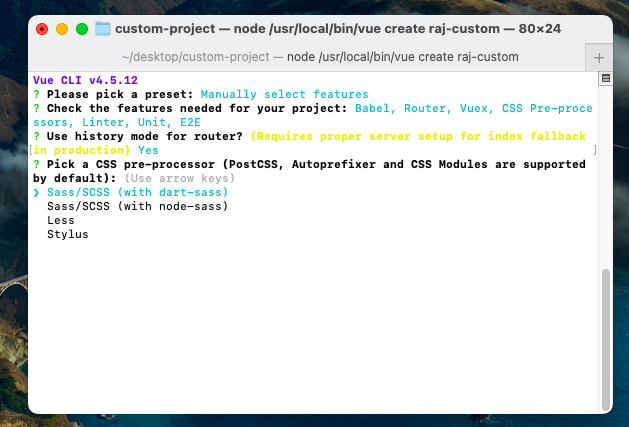 custom-project — node /usr/local/bin/vue create raj-custom — 80×24
~/desktop/custom-project — node /usr/local/bin/vue create raj-custom
+
Vue CLI v4.5.12
? Please pick a preset: Manually select features
? Check the features needed for your project: Babel, Router, Vuex, CSS Pre-proce
ssors, Linter, Unit, E2E
? Use history mode for router? (Requires proper server setup for index fallback
[in production) Yes ]
? Pick a CSS pre-processor (PostCSS, Autoprefixer and CSS Modules are supported
by default): (Use arrow keys)
❯ Sass/SCSS (with dart-sass)
Sass/SCSS (with node-sass)
Less
Stylus